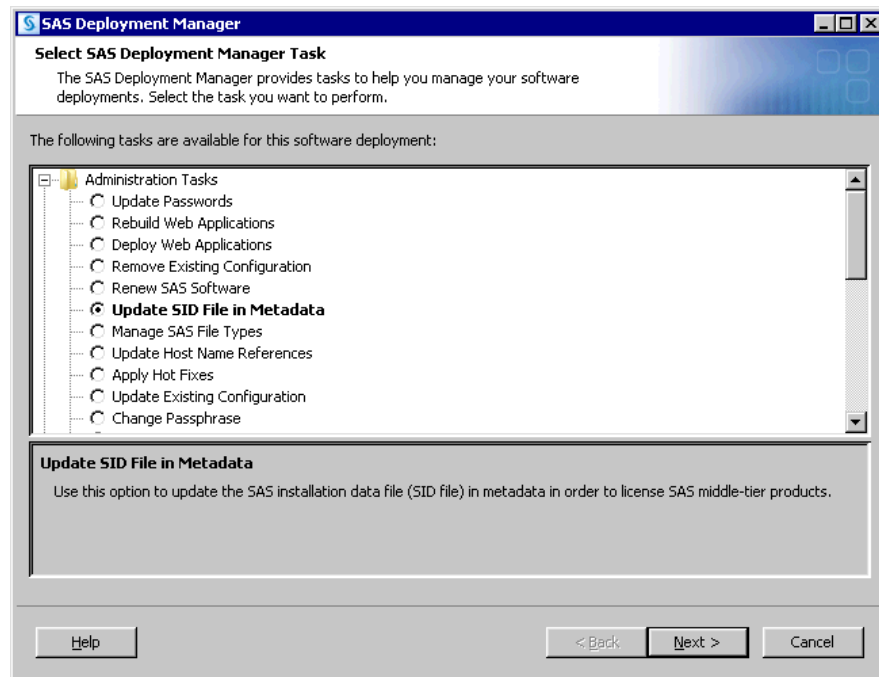 SAS Deployment Manager
Select SAS Deployment Manager Task
The SAS Deployment Manager provides tasks to help you manage your software
deployments. Select the task you want to perform.
The following tasks are available for this software deployment:
Administration Tasks
Update Passwords
Rebuild Web Applications
Deploy Web Applications
Remove Existing Configuration
Renew SAS Software
Update SID File in Metadata
Manage SAS File Types
Update Host Name References
Apply Hot Fixes
Update Existing Configuration
Change Passphrase
Update SID File in Metadata
Use this option to update the SAS installation data file (SID file) in metadata in order to license SAS middle-tier products.
Help
< Back
Next >
Cancel